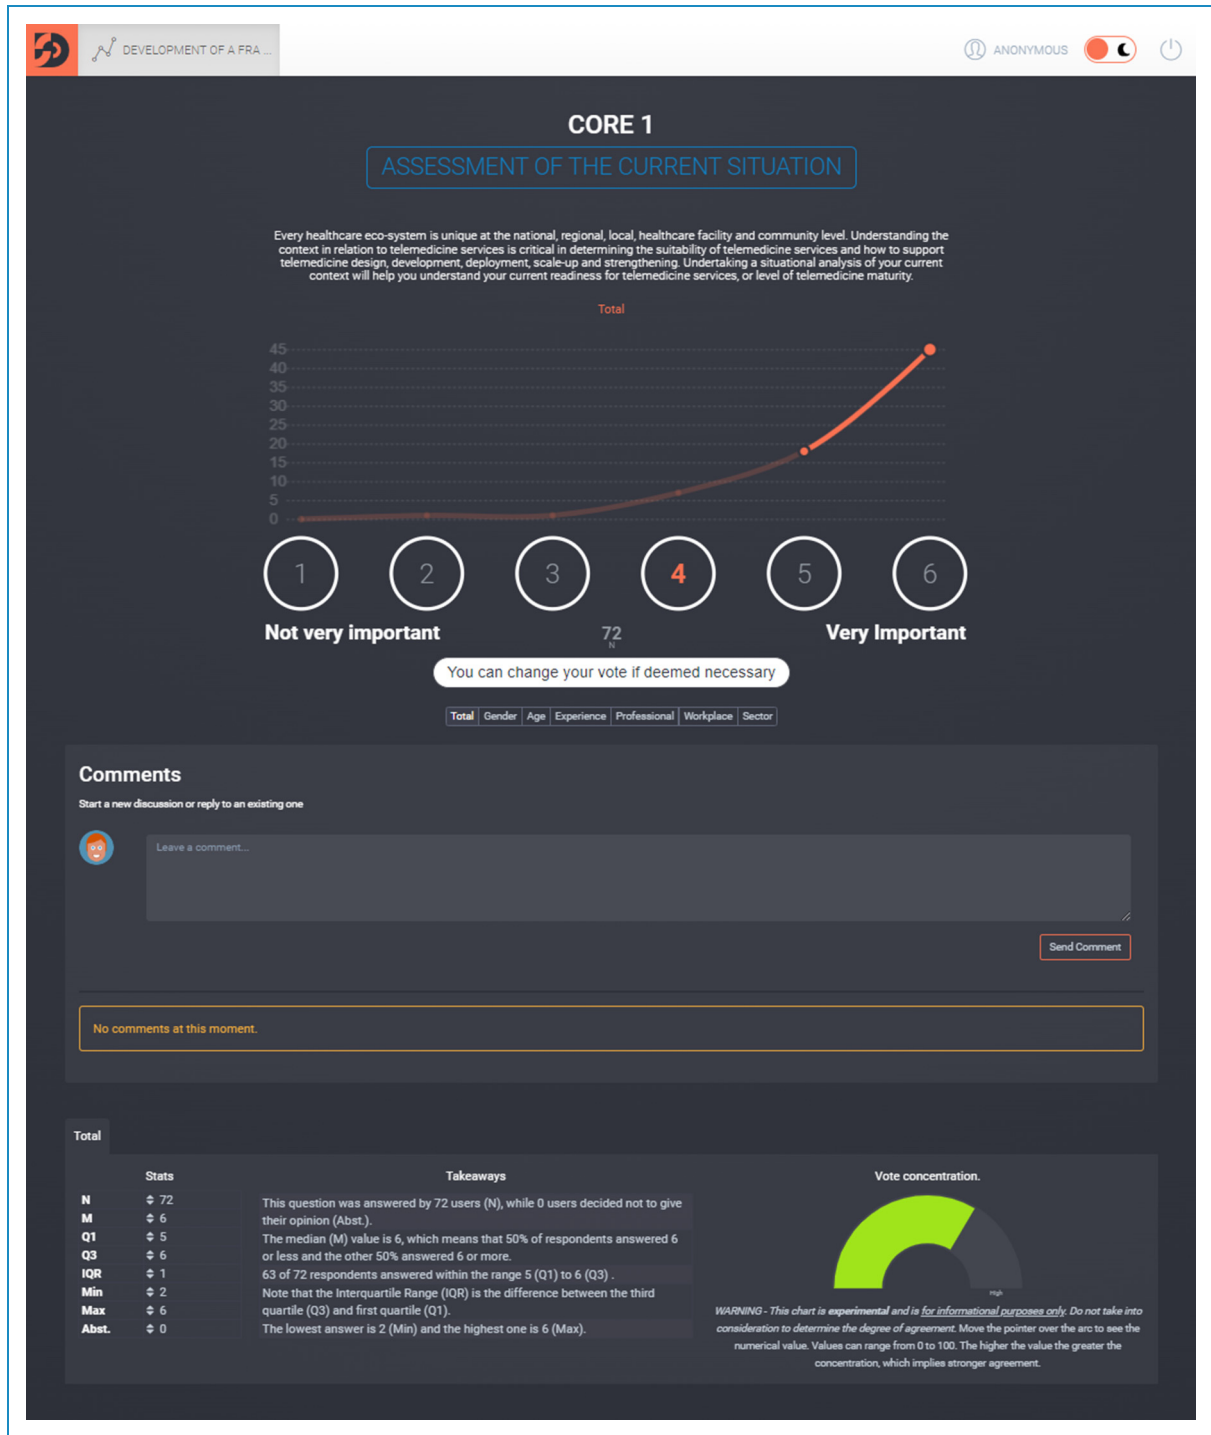 DEVELOPMENT OF A FRA ...
ANONYMOUS
CORE 1
ASSESSMENT OF THE CURRENT SITUATION
Every healthcare eco-system is unique at the national, regional, local, healthcare facility and community level. Understanding the
context in relation to telemedicine services is critical in determining the suitability of telemedicine services and how to support
telemedicine design, development, deployment, scale-up and strengthening. Undertaking a situational analysis of your current
context will help you understand your current readiness for telemedicine services, or level of telemedicine maturity.
Total
45
40
35
30
25
20
15
10
5
0
1 2 3 4 5 6
Not very important 72 Very Important
N
You can change your vote if deemed necessary
Total Gender Age Experience Professional Workplace Sector
Comments
Start a new discussion or reply to an existing one
Leave a comment...
Send Comment
No comments at this moment.
Total
Stats
N 72
M 6
Q1 5
Q3 6
IQR 1
Min 2
Max 6
Abst. 0
Takeaways
This question was answered by 72 users (N), while 0 users decided not to give
their opinion (Abst.).
The median (M) value is 6, which means that 50% of respondents answered 6
or less and the other 50% answered 6 or more.
63 of 72 respondents answered within the range 5 (Q1) to 6 (Q3) .
Note that the Interquartile Range (IQR) is the difference between the third
quartile (Q3) and first quartile (Q1).
The lowest answer is 2 (Min) and the highest one is 6 (Max).
Vote concentration.
High
WARNING - This chart is experimental and is for informational purposes only. Do not take into
consideration to determine the degree of agreement. Move the pointer over the arc to see the
numerical value. Values can range from 0 to 100. The higher the value the greater the
concentration, which implies stronger agreement.